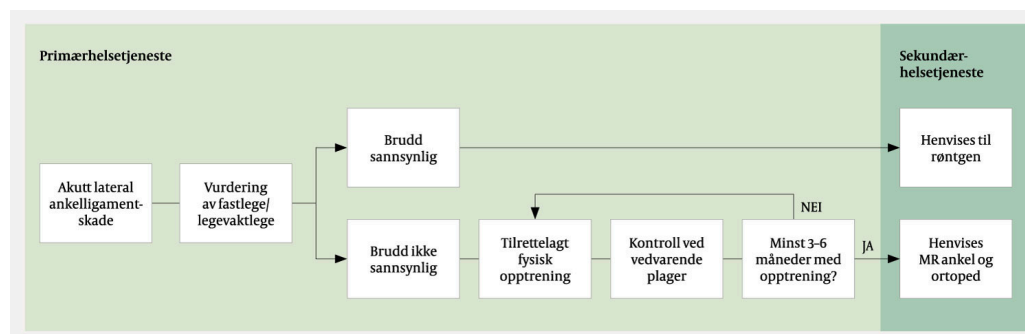 Primærhelsetjeneste
Sekundær-
helsetjeneste
Akutt lateral
ankelligament-
skade
Vurdering
av fastlege/
legevaktlege
Brudd
sannsynlig
Henvises til
røntgen
Brudd ikke
sannsynlig
Tilrettelagt
fysisk
opptrening
Kontroll ved
vedvarende
plager
NEI
Minst 3–6
måneder med
opptrening?
JA
Henvises
MR ankel og
ortoped